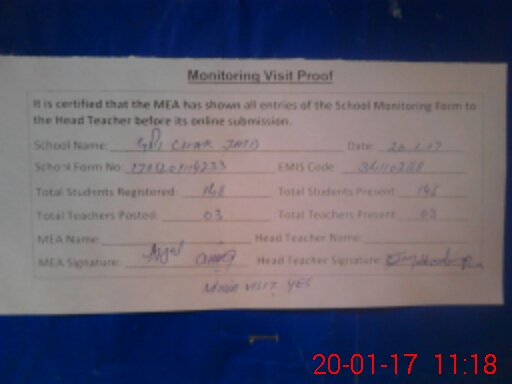 Monitoring Visit Proof
It is certified that the MEA has shown all entries of the School Monitoring Form to
the Head Teacher before its online submission.
School Name: Date: 20-1-17
School Form No: EMIS Code:
Total Students Registered: 148 Total Students Present 145
Total Teachers Posted: 03 Total Teachers Present 03
MEA Name: Head Teacher Name:
MEA Signature: Head Teacher Signature:
VISIT YES
20-01-17 11:18